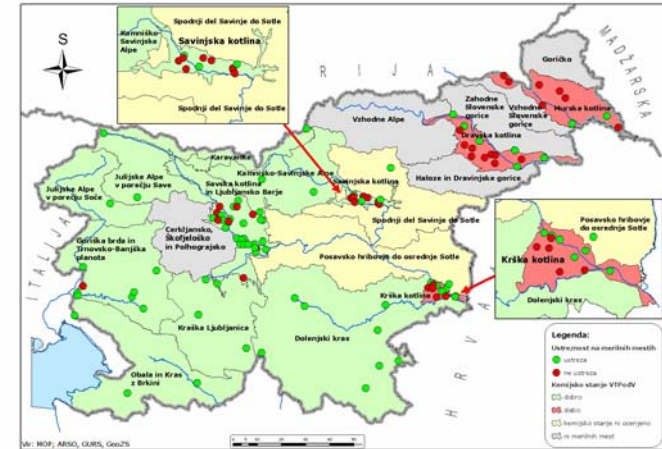 Spodnji del Savinje do Sotle
Kamniško-
Savinjske
Alpe
Savinjska kotlina
Spodnji del Savinje do Sotle
S
R I J A
MADŽARSKA
Goričko
Murska kotlina
Zahodne
Slovenske
gorice
Vzhodne
Slovenske
gorice
Vzhodne Alpe
Dravska kotlina
Haloze in Dravinjske gorice
Karavanke
Kamniško-Savinjske Alpe
Savinjska kotlina
Julijske Alpe
v porečju Save
Julijske Alpe
v porečju Soče
Savska kotlina
in Ljubljansko Barje
Spodnji del Savinje do Sotle
Cerkljansko,
Škofjeloško
in Polhograjsko
Goriška brda in
Trnovsko-Banjška
planota
ITALIJA
Posavsko hribovje
do osrednje Sotle
Krška kotlina
Posavsko hribovje
do osrednje Sotle
Krška kotlina
Dolenjski kras
Kraška Ljubljanica
Dolenjski kras
Obala in Kras
z Brkini
H R V A
Legenda:
Ustreznost na merilnih mestih
ustreza
ne ustreza
Kemijsko stanje VTPodV
dobro
slabo
kemijsko stanje ni ocenjeno
ni merilnih mest
Vir: MOP; ARSO, GURS, GeoZS